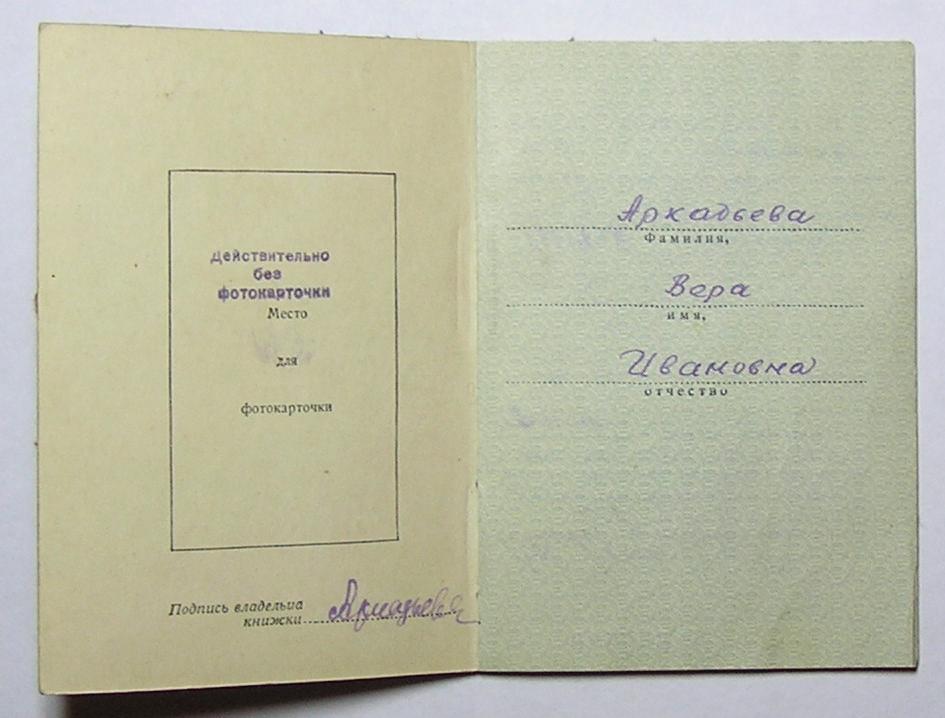 Действительно
без
фотокарточки
Место
для
фотокарточки
Подпись владельца
книжки
Аркадьева
Аркадьева
Фамилия,
Вера
имя,
Ивановна
отчество